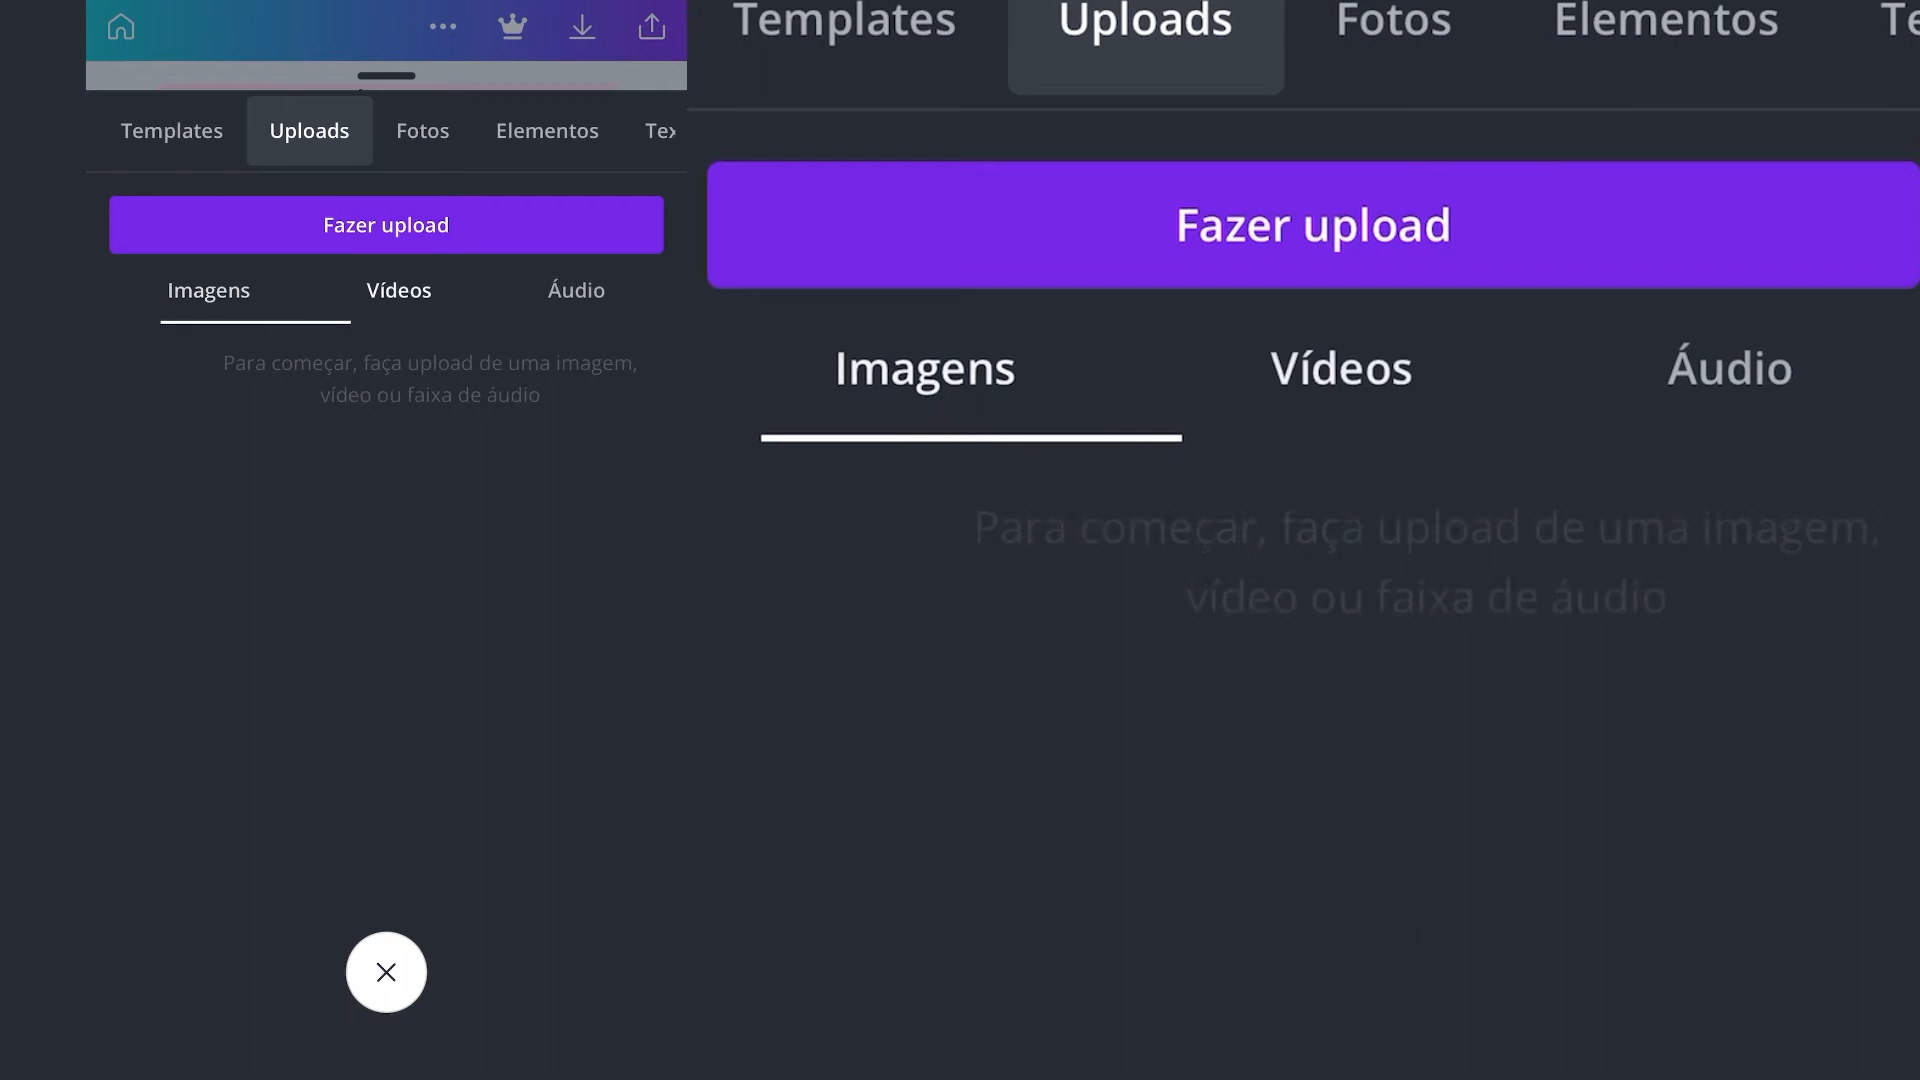 Templates Uploads Fotos Elementos
Fazer upload
Imagens Vídeos Áudio
Para começar, faça upload de uma imagem,
vídeo ou faixa de áudio
Templates Uploads Fotos Elementos
Fazer upload
Imagens Vídeos Áudio
Para começar, faça upload de uma imagem,
vídeo ou faixa de áudio